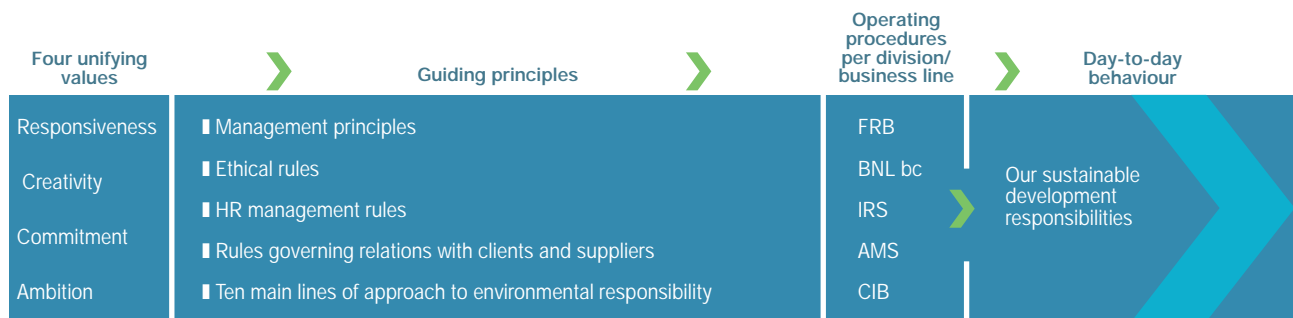 Four unifying
values
Guiding principles
Operating
procedures
per division/
business line
Day-to-day
behaviour
Responsiveness
Creativity
Commitment
Ambition
Management principles
Ethical rules
HR management rules
Rules governing relations with clients and suppliers
Ten main lines of approach to environmental responsibility
FRB
BNL bc
IRS
AMS
CIB
Our sustainable
development
responsibilities